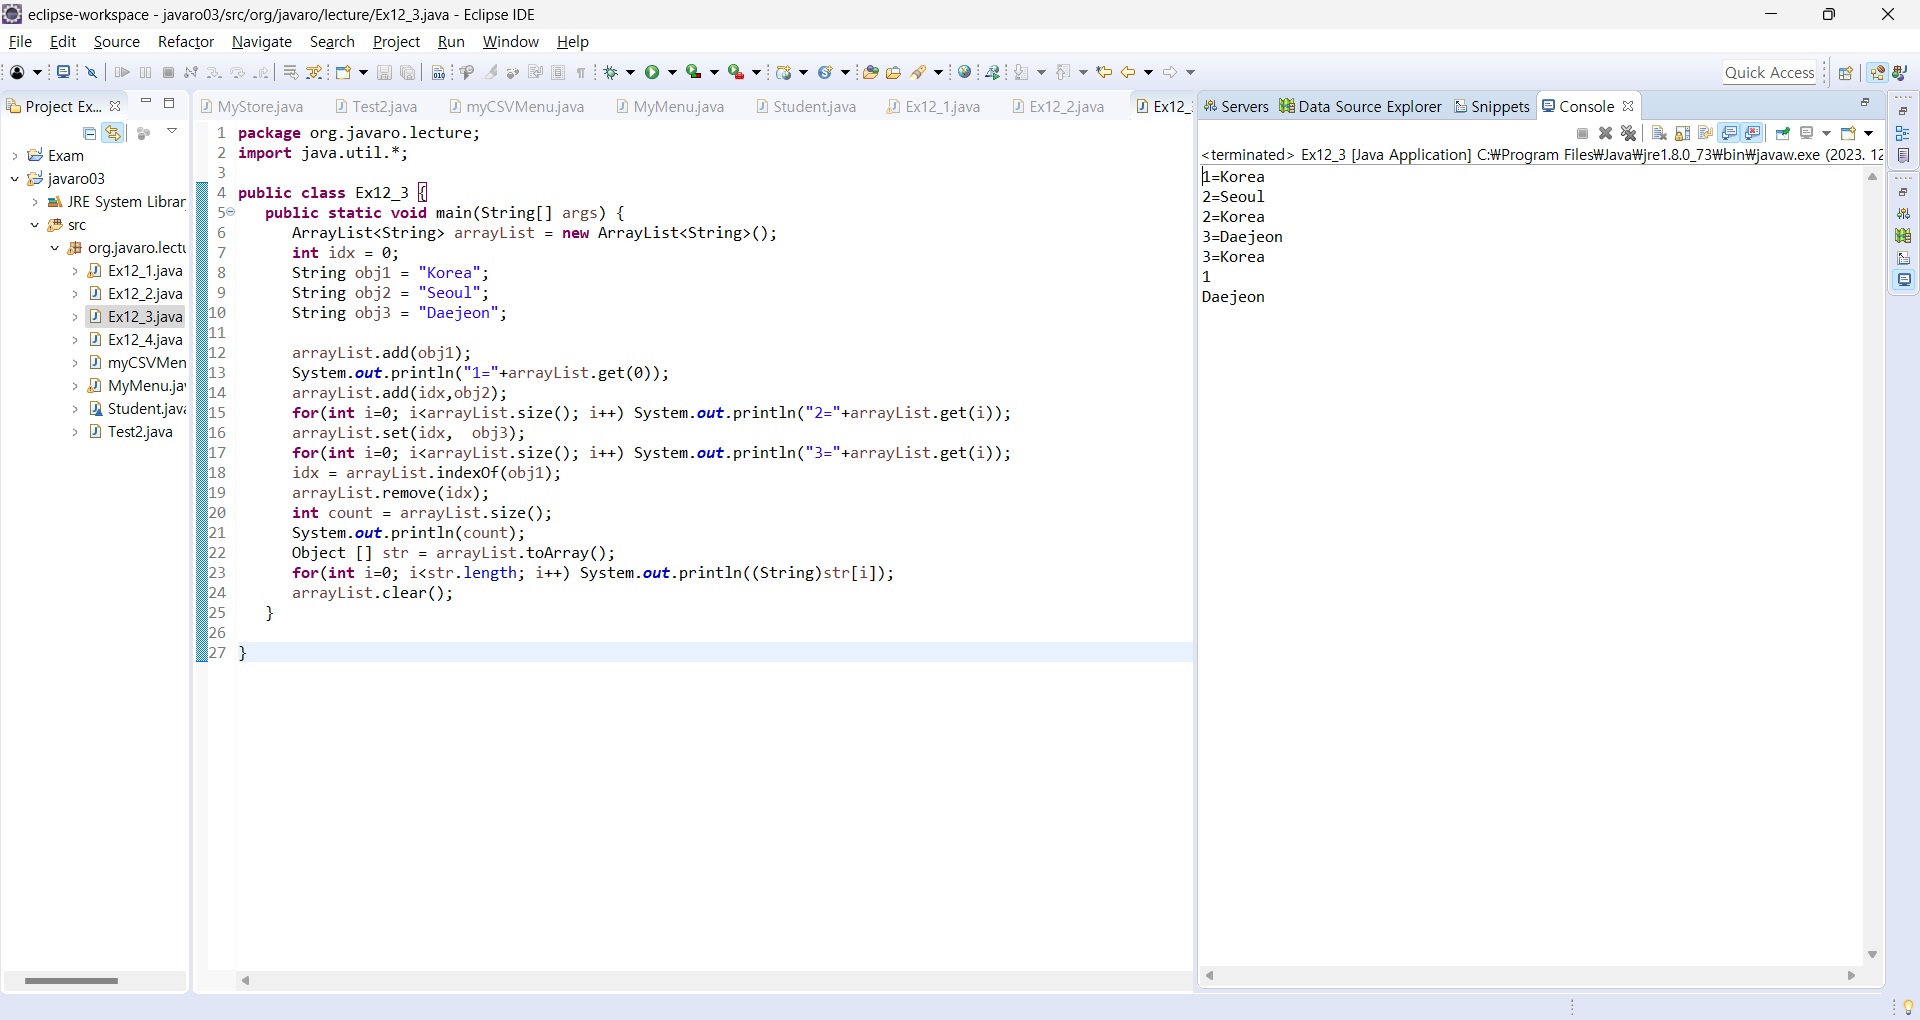 eclipse-workspace - javaro03/src/org/javaro/lecture/Ex12_3.java - Eclipse IDE
File Edit Source Refactor Navigate Search Project Run Window Help
Quick Access
Project Ex...
Exam
javaro03
JRE System Librar
src
org.javaro.lectu
Ex12_1.java
Ex12_2.java
Ex12_3.java
Ex12_4.java
myCSVMen
MyMenu.jav
Student.java
Test2.java
MyStore.java Test2.java myCSVMenu.java MyMenu.java Student.java Ex12_1.java Ex12_2.java Ex12_3
1 package org.javaro.lecture;
2 import java.util.*;
3
4 public class Ex12_3 {
5 public static void main(String[] args) {
6 ArrayList<String> arrayList = new ArrayList<String>();
7 int idx = 0;
8 String obj1 = "Korea";
9 String obj2 = "Seoul";
10 String obj3 = "Daejeon";
11
12 arrayList.add(obj1);
13 System.out.println("1="+arrayList.get(0));
14 arrayList.add(idx,obj2);
15 for(int i=0; i<arrayList.size(); i++) System.out.println("2="+arrayList.get(i));
16 arrayList.set(idx, obj3);
17 for(int i=0; i<arrayList.size(); i++) System.out.println("3="+arrayList.get(i));
18 idx = arrayList.indexOf(obj1);
19 arrayList.remove(idx);
20 int count = arrayList.size();
21 System.out.println(count);
22 Object [] str = arrayList.toArray();
23 for(int i=0; i<str.length; i++) System.out.println((String)str[i]);
24 arrayList.clear();
25 }
26
27 }
Servers Data Source Explorer Snippets Console
<terminated> Ex12_3 [Java Application] C:₩Program Files₩Java₩jre1.8.0_73₩bin₩javaw.exe (2023. 12
1=Korea
2=Seoul
2=Korea
3=Daejeon
3=Korea
1
Daejeon